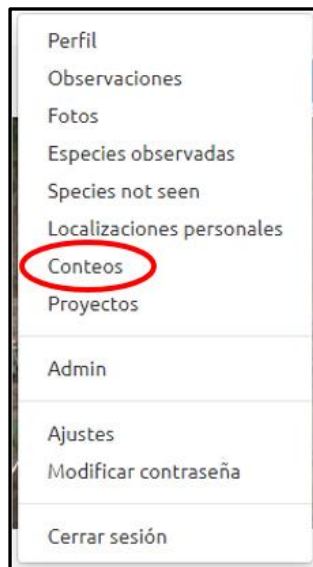 Perfil
Observaciones
Fotos
Especies observadas
Species not seen
Localizaciones personales
Conteos
Proyectos
Admin
Ajustes
Modificar contraseña
Cerrar sesión